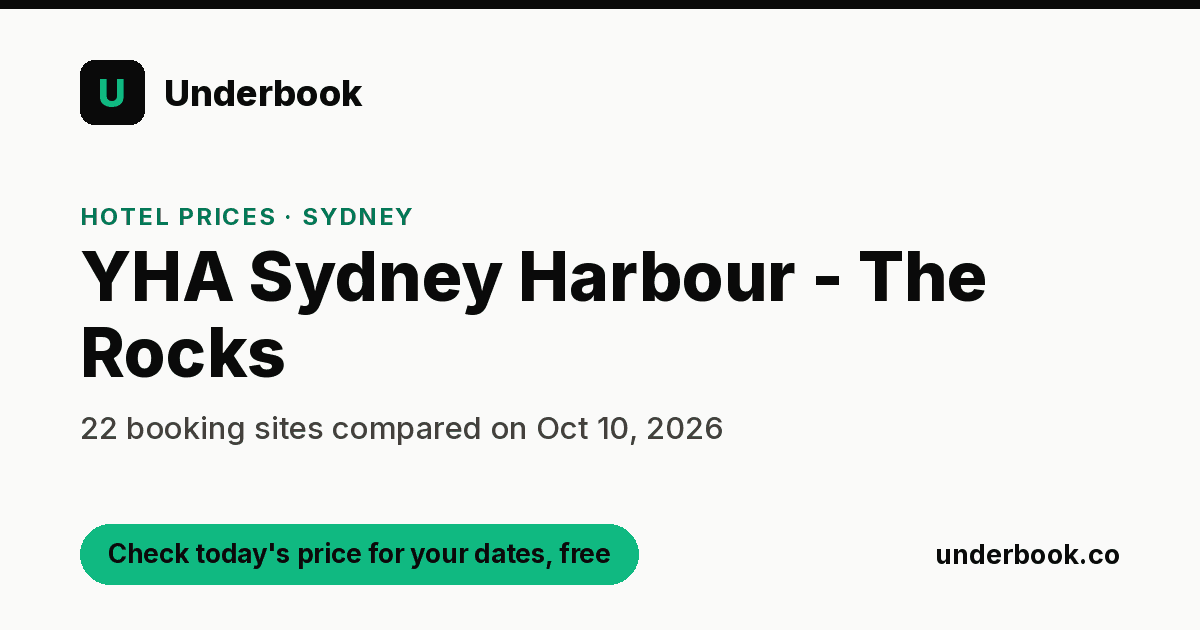 U
Underbook
HOTEL PRICES · SYDNEY
YHA Sydney Harbour - The
Rocks
22 booking sites compared on Oct 10, 2026
Check today's price for your dates, free
underbook.co